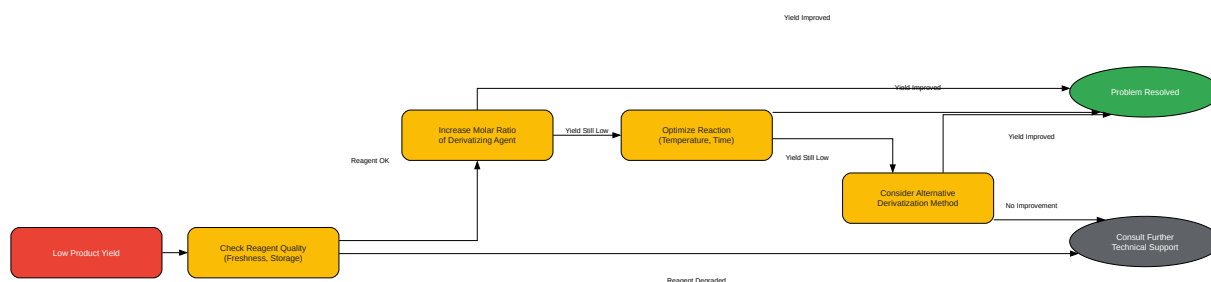 Yield Improved
Yield Improved
Problem Resolved
Increase Molar Ratio
of Derivatizing Agent
Yield Still Low
Optimize Reaction
(Temperature, Time)
Yield Improved
Reagent OK
Yield Still Low
Consider Alternative
Derivatization Method
No Improvement
Low Product Yield
Check Reagent Quality
(Freshness, Storage)
Consult Further
Technical Support
Reagent Degraded